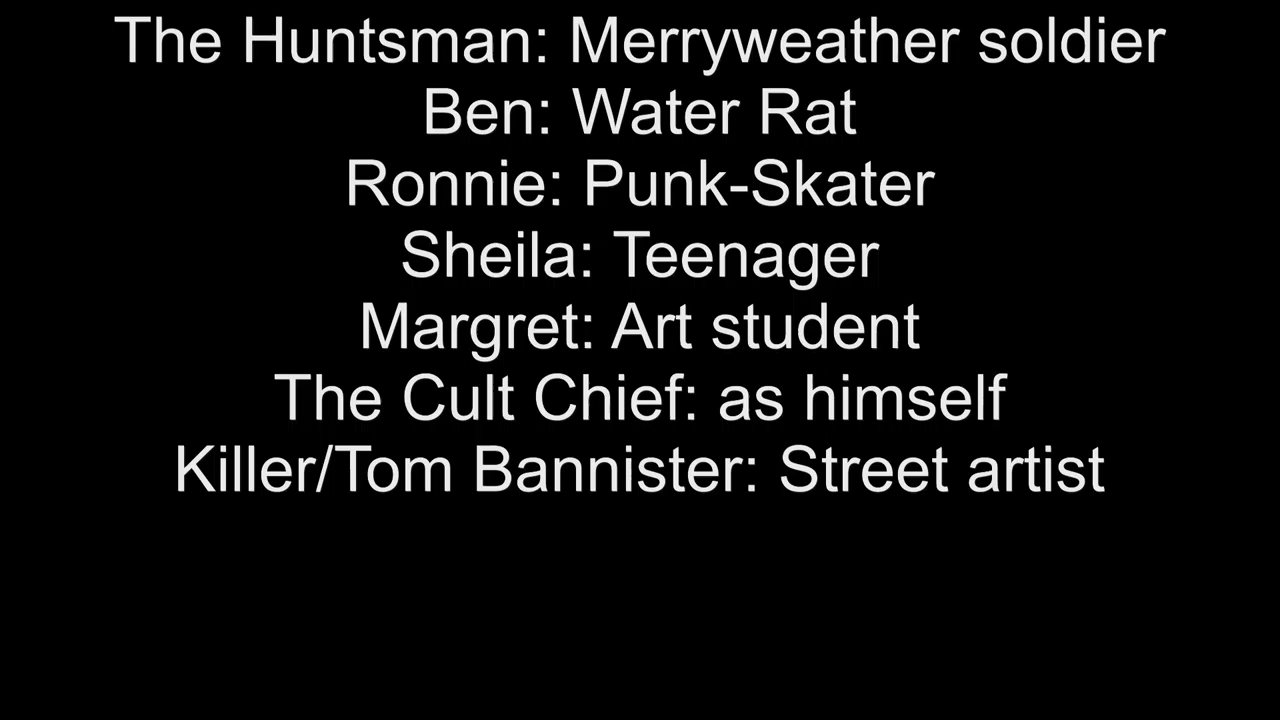 The Huntsman: Merryweather soldier
Ben: Water Rat
Ronnie: Punk-Skater
Sheila: Teenager
Margret: Art student
The Cult Chief: as himself
Killer/Tom Bannister: Street artist